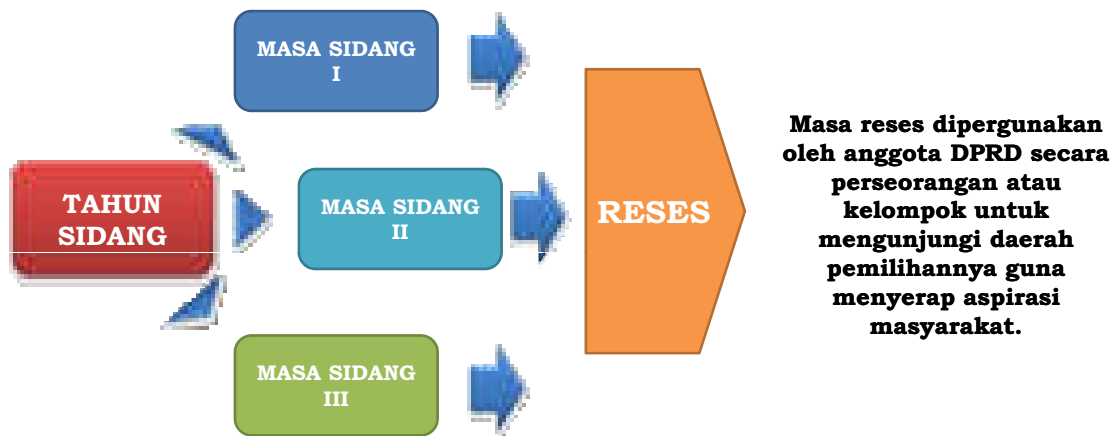 TAHUN
SIDANG
MASA SIDANG
I
MASA SIDANG
II
MASA SIDANG
III
RESES
Masa reses dipergunakan
oleh anggota DPRD secara
perseorangan atau
kelompok untuk
mengunjungi daerah
pemilihannya guna
menyerap aspirasi
masyarakat.